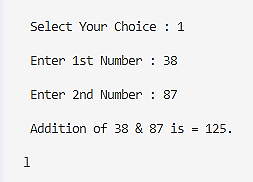 Select Your Choice : 1
Enter 1st Number : 38
Enter 2nd Number : 87
Addition of 38 & 87 is = 125.
l